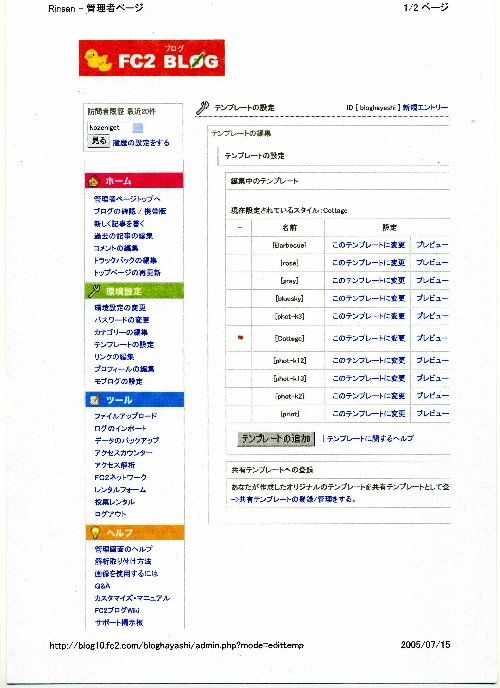 Rinsan - 管理者ページ
1/2 ページ
ブログ
FC2 BLOG
訪問者履歴 最近20件
kozeniget
見る 履歴の設定をする
ホーム
管理者ページトップへ
ブログの確認 / 携帯版
新しく記事を書く
過去の記事の編集
コメントの編集
トラックバックの編集
トップページの再更新
環境設定
環境設定の変更
パスワードの変更
カテゴリーの編集
テンプレートの設定
リンクの編集
プロフィールの編集
モブログの設定
ツール
ファイルアップロード
ログのインポート
データのバックアップ
アクセスカウンター
アクセス解析
FC2ネットワーク
レンタルフォーム
投票レンタル
ログアウト
ヘルプ
管理画面のヘルプ
解析取り付け方法
画像を使用するには
Q&A
カスタマイズ・マニュアル
FC2ブログWiki
サポート掲示板
テンプレートの設定
ID [ bloghayashi ] 新規エントリー
テンプレートの編集
テンプレートの設定
編集中のテンプレート
現在設定されているスタイル:Cottage
- 名前 設定
[Barbecue] このテンプレートに変更 プレビュー
[rose] このテンプレートに変更 プレビュー
[gray] このテンプレートに変更 プレビュー
[bluesky] このテンプレートに変更 プレビュー
[phot-k3] このテンプレートに変更 プレビュー
[Cottage] このテンプレートに変更 プレビュー
[phot-k12] このテンプレートに変更 プレビュー
[phot-k13] このテンプレートに変更 プレビュー
[phot-k2] このテンプレートに変更 プレビュー
[print] このテンプレートに変更 プレビュー
テンプレートの追加 [テンプレートに関するヘルプ
共有テンプレートへの登録
あなたが作成したオリジナルのテンプレートを共有テンプレートとして登
->共有テンプレートの登録/管理をする。
http://blog10.fc2.com/bloghayashi/admin.php?mode=edittemp
2005/07/15